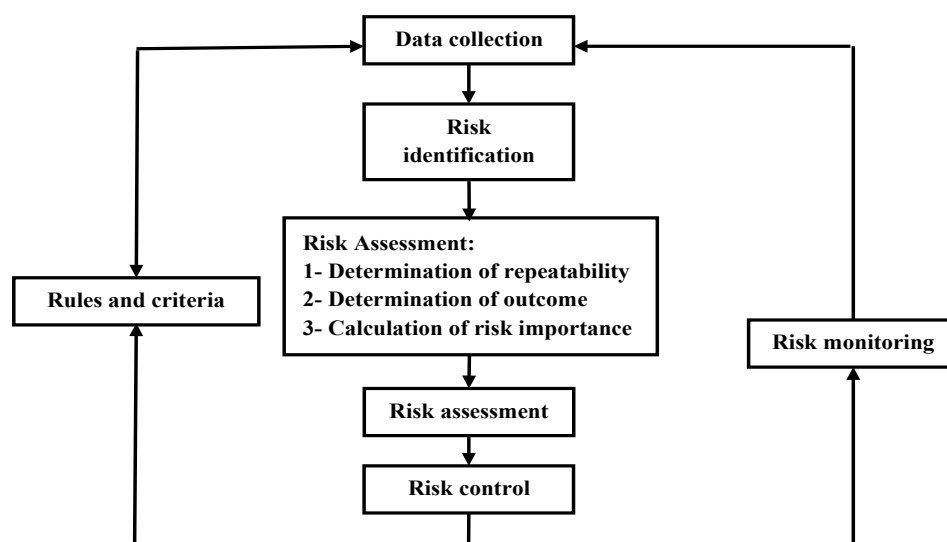 Data collection
Risk
identification
Risk Assessment:
1- Determination of repeatability
2- Determination of outcome
3- Calculation of risk importance
Rules and criteria
Risk monitoring
Risk assessment
Risk control